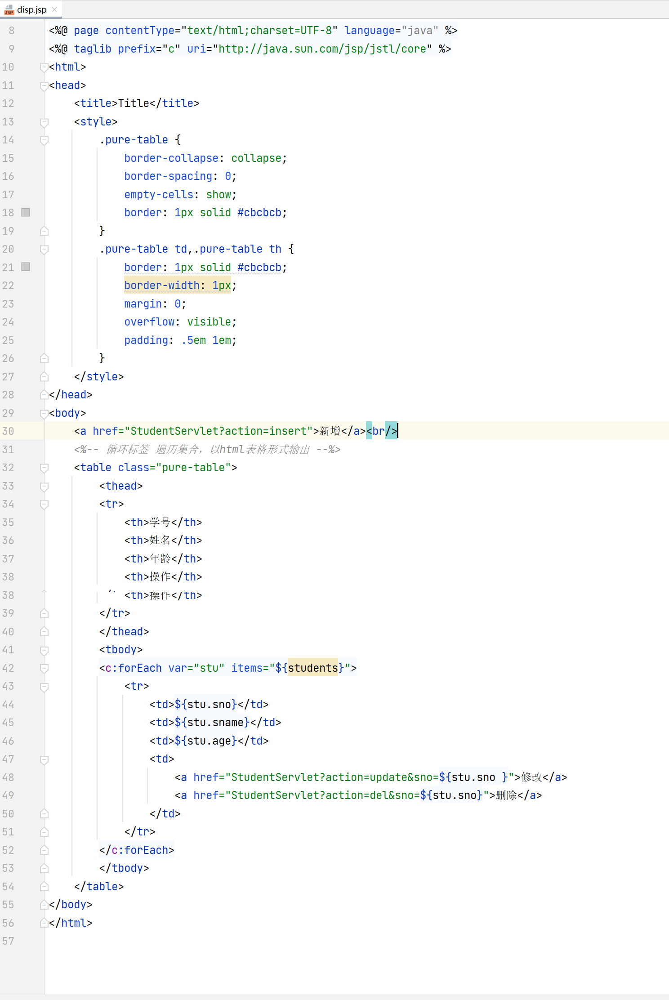 disp.jsp
8 <%@ page contentType="text/html;charset=UTF-8" language="java" %>
9 <%@ taglib prefix="c" uri="http://java.sun.com/jsp/jstl/core" %>
10 <html>
11 <head>
12     <title>Title</title>
13     <style>
14         .pure-table {
15             border-collapse: collapse;
16             border-spacing: 0;
17             empty-cells: show;
18             border: 1px solid #cbcbcb;
19         }
20         .pure-table td,.pure-table th {
21             border: 1px solid #cbcbcb;
22             border-width: 1px;
23             margin: 0;
24             overflow: visible;
25             padding: .5em 1em;
26         }
27     </style>
28 </head>
29 <body>
30     <a href="StudentServlet?action=insert">新增</a><br/>
31     <%-- 循环标签 遍历集合，以html表格形式输出 --%>
32     <table class="pure-table">
33         <thead>
34         <tr>
35             <th>学号</th>
36             <th>姓名</th>
37             <th>年龄</th>
38             <th>操作</th>
38             <th>操作</th>
39         </tr>
40         </thead>
41         <tbody>
42         <c:forEach var="stu" items="${students}">
43             <tr>
44                 <td>${stu.sno}</td>
45                 <td>${stu.sname}</td>
46                 <td>${stu.age}</td>
47                 <td>
48                     <a href="StudentServlet?action=update&sno=${stu.sno }">修改</a>
49                     <a href="StudentServlet?action=del&sno=${stu.sno}">删除</a>
50                 </td>
51             </tr>
52         </c:forEach>
53         </tbody>
54     </table>
55 </body>
56 </html>
57